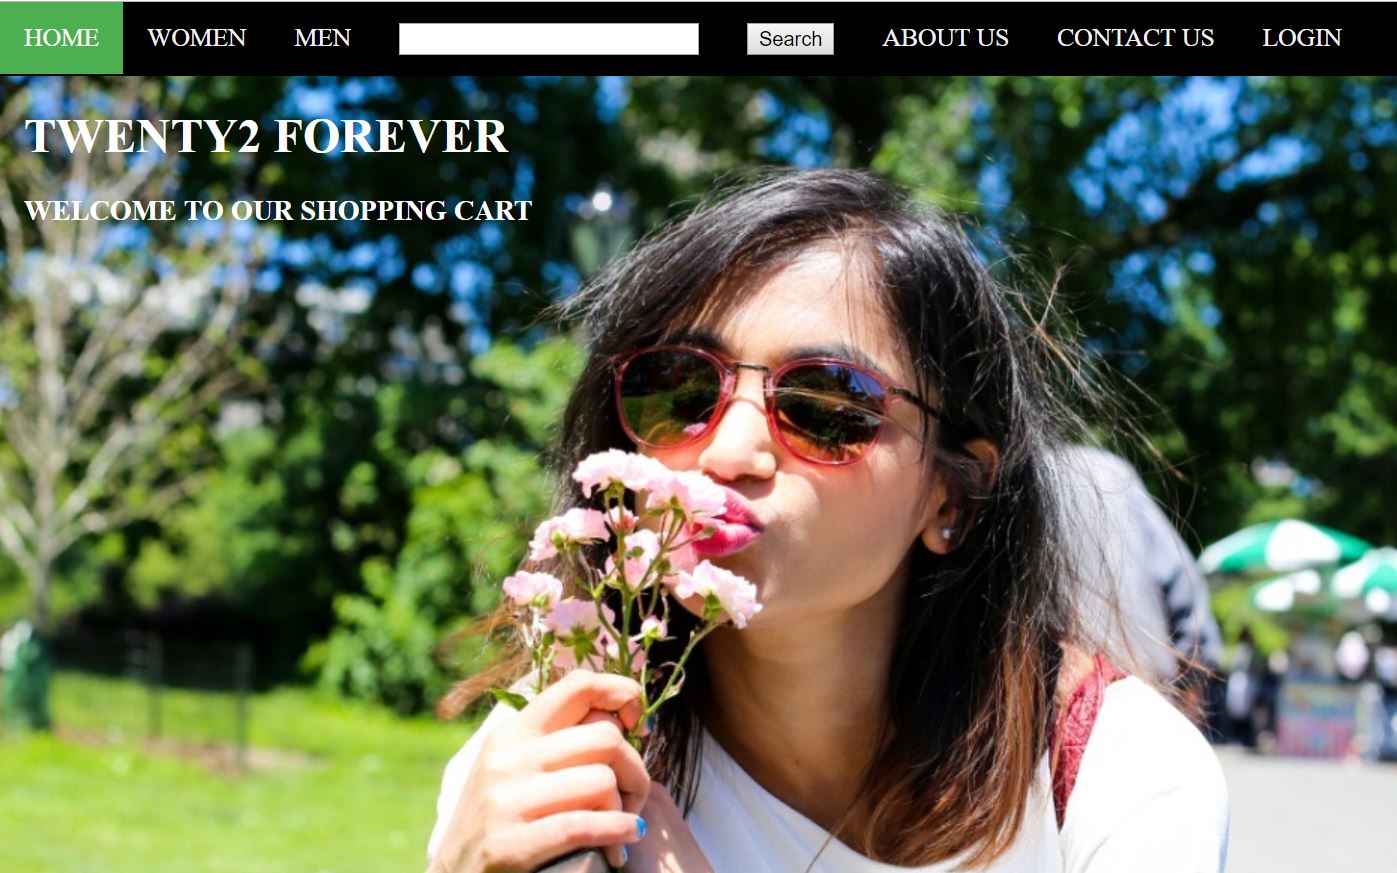 HOME WOMEN MEN Search ABOUT US CONTACT US LOGIN
TWENTY2 FOREVER
WELCOME TO OUR SHOPPING CART